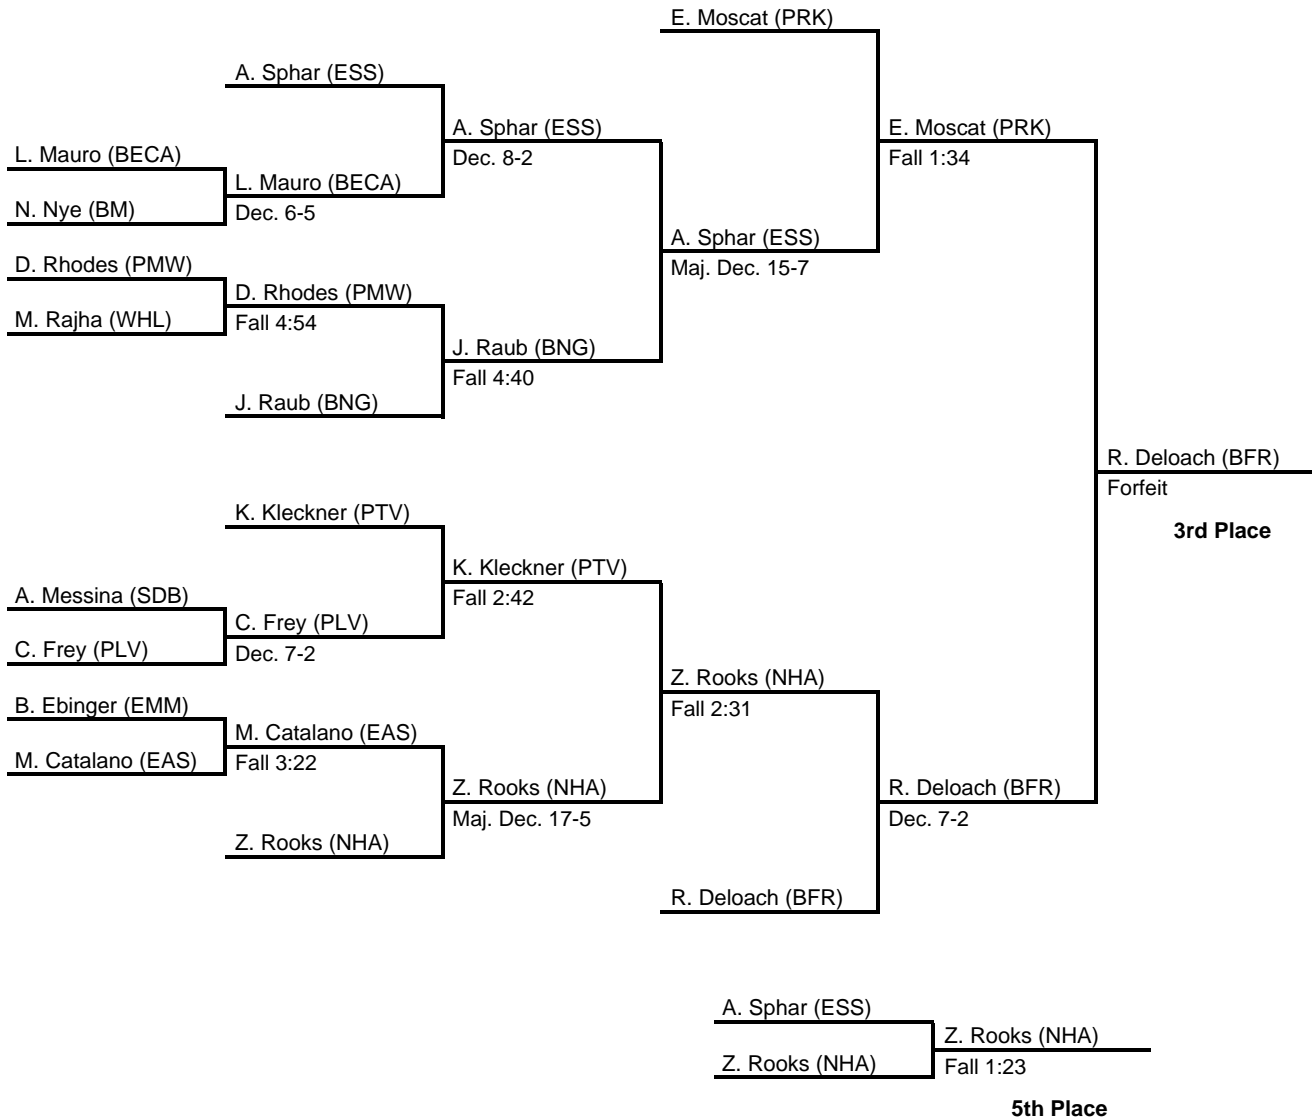 E. Moscat (PRK)
A. Sphar (ESS)
A. Sphar (ESS)
Dec. 8-2
E. Moscat (PRK)
Fall 1:34
L. Mauro (BECA)
L. Mauro (BECA)
Dec. 6-5
N. Nye (BM)
A. Sphar (ESS)
Maj. Dec. 15-7
D. Rhodes (PMW)
D. Rhodes (PMW)
Fall 4:54
M. Rajha (WHL)
J. Raub (BNG)
Fall 4:40
J. Raub (BNG)
R. Deloach (BFR)
Forfeit
3rd Place
K. Kleckner (PTV)
K. Kleckner (PTV)
Fall 2:42
A. Messina (SDB)
C. Frey (PLV)
Dec. 7-2
C. Frey (PLV)
Z. Rooks (NHA)
Fall 2:31
B. Ebinger (EMM)
M. Catalano (EAS)
Fall 3:22
M. Catalano (EAS)
Z. Rooks (NHA)
Maj. Dec. 17-5
R. Deloach (BFR)
Dec. 7-2
Z. Rooks (NHA)
R. Deloach (BFR)
A. Sphar (ESS)
Z. Rooks (NHA)
Fall 1:23
Z. Rooks (NHA)
5th Place